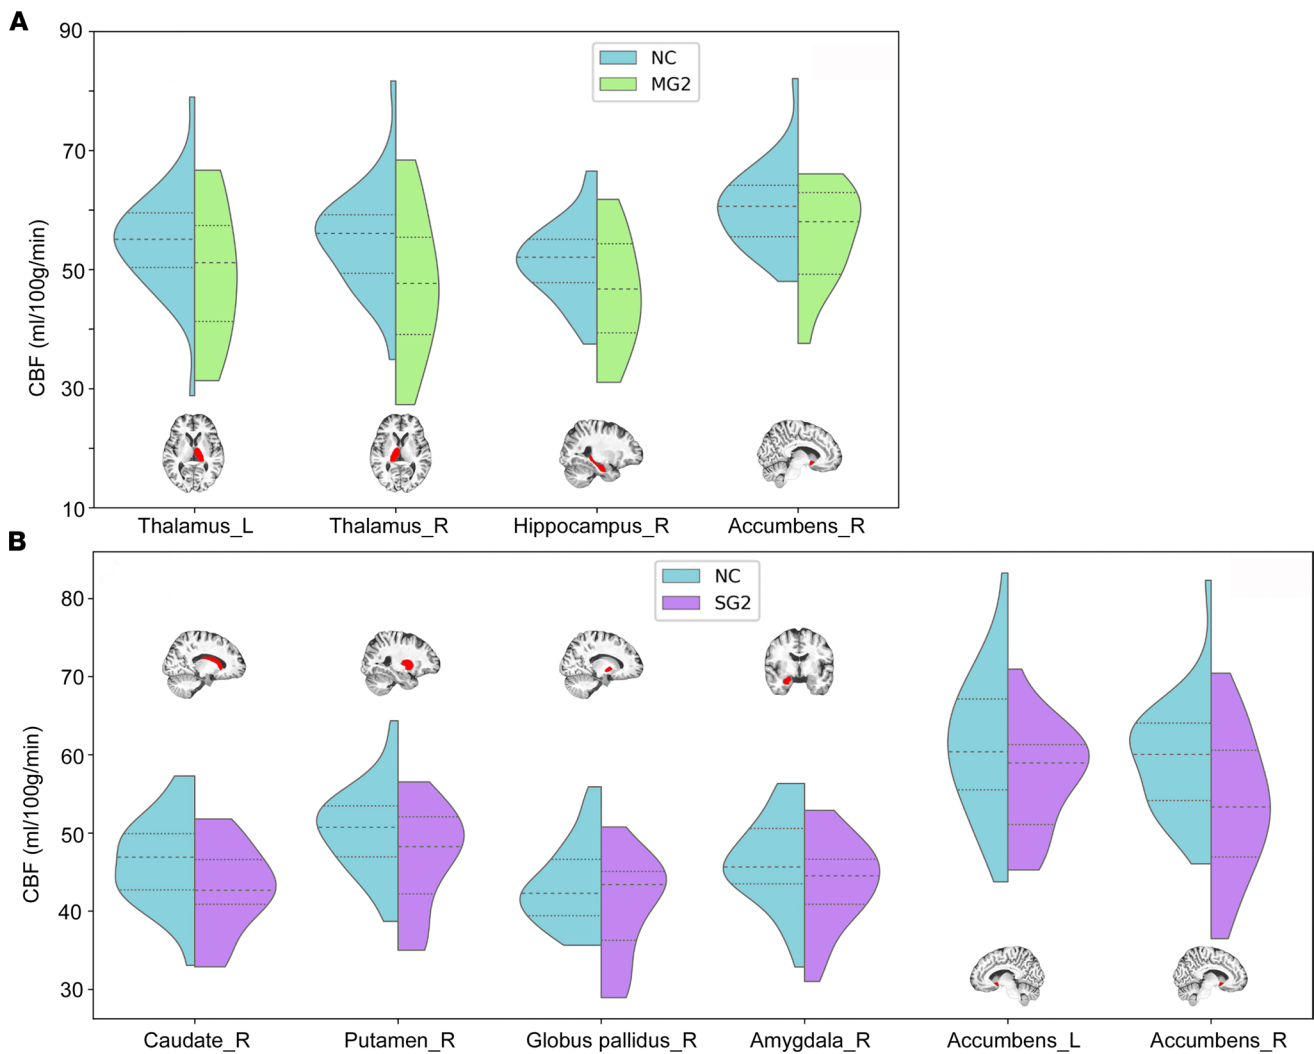 A
90
70
50
30
10
CBF (ml/100g/min)
NC
MG2
Thalamus_L
Thalamus_R
Hippocampus_R
Accumbens_R
B
80
70
60
50
40
30
CBF (ml/100g/min)
NC
SG2
Caudate_R
Putamen_R
Globus pallidus_R
Amygdala_R
Accumbens_L
Accumbens_R